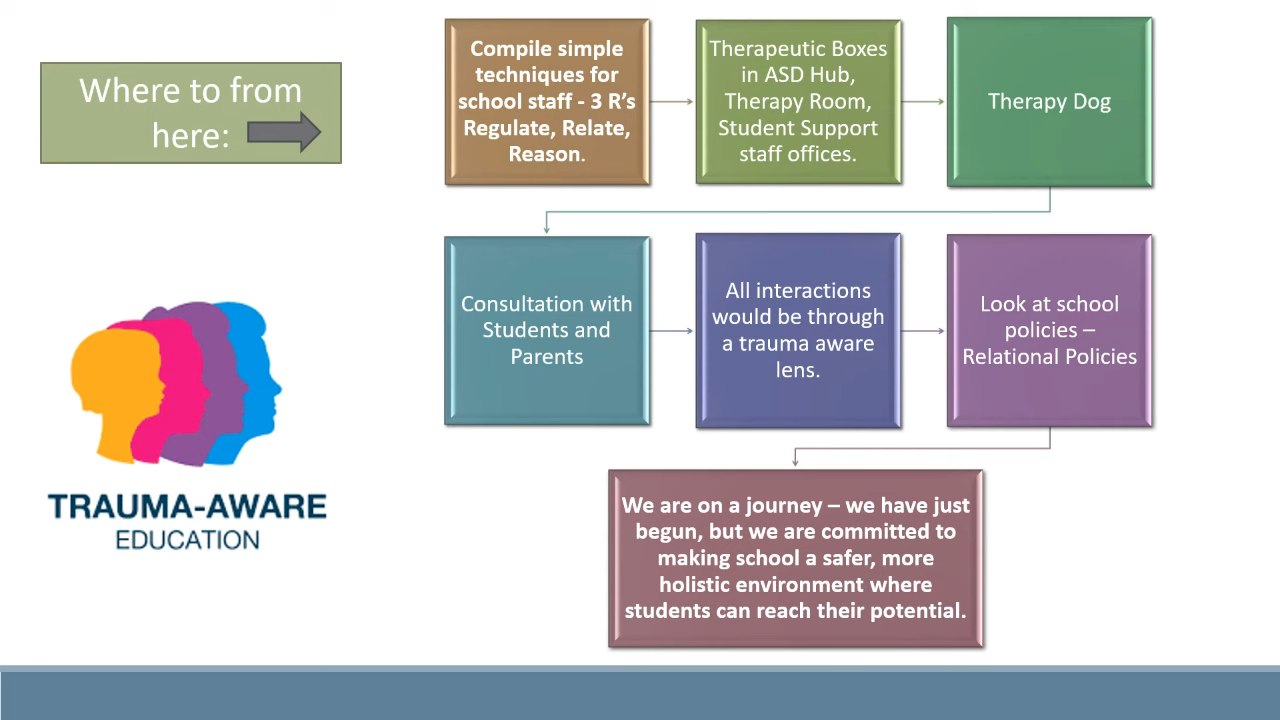 Where to from
here:
Compile simple
techniques for
school staff - 3 R's
Regulate, Relate,
Reason.
Therapeutic Boxes
in ASD Hub,
Therapy Room,
Student Support
staff offices.
Therapy Dog
Consultation with
Students and
Parents
All interactions
would be through
a trauma aware
lens.
Look at school
policies –
Relational Policies
We are on a journey – we have just
begun, but we are committed to
making school a safer, more
holistic environment where
students can reach their potential.
TRAUMA-AWARE
EDUCATION